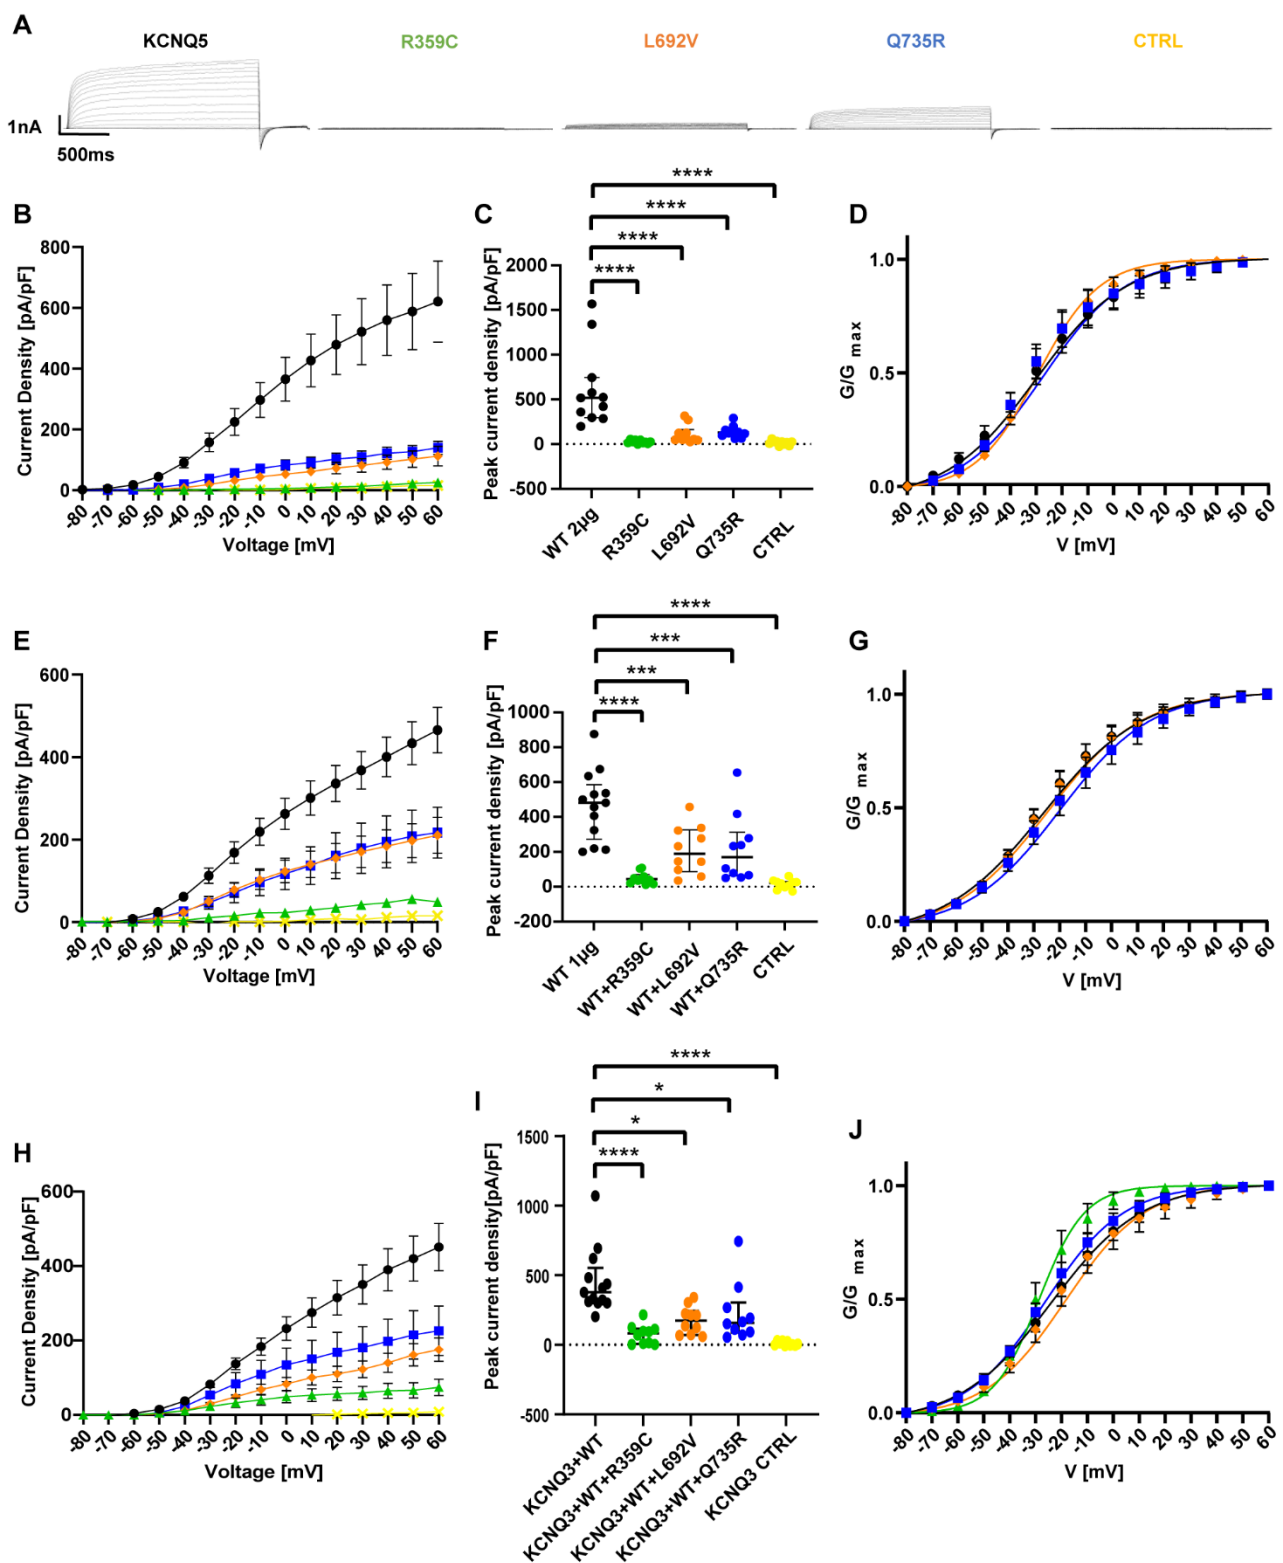 A
KCNQ5 R359C L692V Q735R CTRL
1nA
500ms
B
Current Density [pA/pF]
800
600
400
200
0
-80 -70 -60 -50 -40 -30 -20 -10 0 10 20 30 40 50 60
Voltage [mV]
C
****
****
****
****
Peak current density [pA/pF]
2000
1500
1000
500
0
-500
WT 2µg R359C L692V Q735R CTRL
D
G/G max
1.0
0.5
0.0
-80 -70 -60 -50 -40 -30 -20 -10 0 10 20 30 40 50 60
V [mV]
E
Current Density [pA/pF]
600
400
200
0
-80 -70 -60 -50 -40 -30 -20 -10 0 10 20 30 40 50 60
Voltage [mV]
F
****
***
***
****
Peak current density [pA/pF]
1000
800
600
400
200
0
-200
WT 1µg WT+R359C WT+L692V WT+Q735R CTRL
G
G/G max
1.0
0.5
0.0
-80 -70 -60 -50 -40 -30 -20 -10 0 10 20 30 40 50 60
V [mV]
H
Current Density [pA/pF]
600
400
200
0
-80 -70 -60 -50 -40 -30 -20 -10 0 10 20 30 40 50 60
Voltage [mV]
I
****
*
*
****
Peak current density[pA/pF]
1500
1000
500
0
-500
KCNQ3+WT KCNQ3+WT+R359C KCNQ3+WT+L692V KCNQ3+WT+Q735R KCNQ3 CTRL
J
G/G max
1.0
0.5
0.0
-80 -70 -60 -50 -40 -30 -20 -10 0 10 20 30 40 50 60
V [mV]